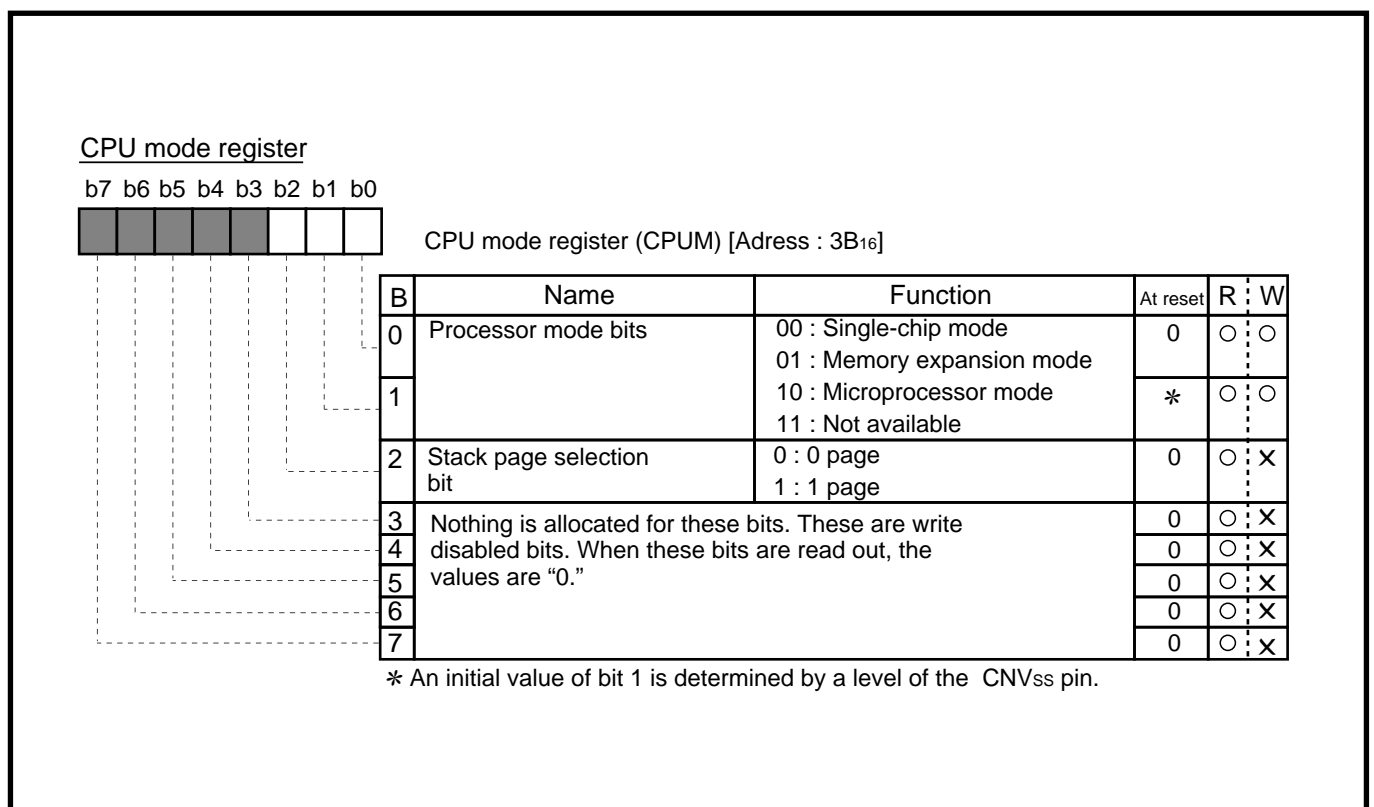 CPU mode register
b7 b6 b5 b4 b3 b2 b1 b0
CPU mode register (CPUM) [Adress : 3B16]
B Name Function At reset R W
0 Processor mode bits 00 : Single-chip mode 0 ○ ○
01 : Memory expansion mode
1 10 : Microprocessor mode * ○ ○
11 : Not available
2 Stack page selection 0 : 0 page 0 ○ ×
bit 1 : 1 page
3 Nothing is allocated for these bits. These are write 0 ○ ×
4 disabled bits. When these bits are read out, the 0 ○ ×
5 values are “0.” 0 ○ ×
6 0 ○ ×
7 0 ○ ×
* An initial value of bit 1 is determined by a level of the CNVss pin.